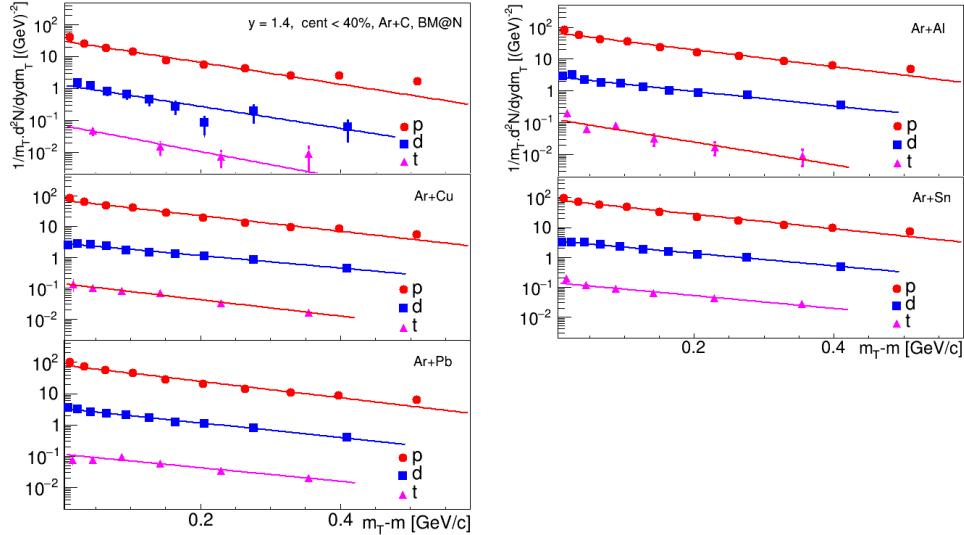 1/m_T.d²N/dydm_T [(GeV)⁻²]
y = 1.4, cent < 40%, Ar+C, BM@N
10²
10
1
10⁻¹
10⁻²
p
d
t
Ar+Cu
10²
10
1
10⁻¹
10⁻²
p
d
t
Ar+Pb
10²
10
1
10⁻¹
10⁻²
p
d
t
0.2
0.4
m_T-m [GeV/c]
1/m_T.d²N/dydm_T [(GeV)⁻²]
Ar+Al
10²
10
1
10⁻¹
10⁻²
p
d
t
Ar+Sn
10²
10
1
10⁻¹
10⁻²
p
d
t
0.2
0.4
m_T-m [GeV/c]